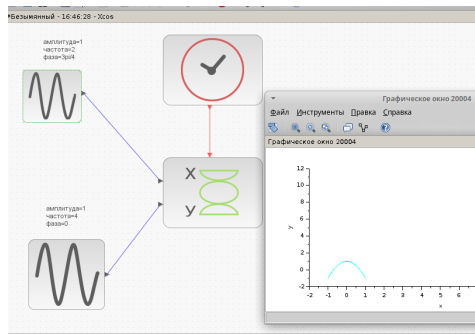 *Безымянный - 16:46:28 - Xcos
амплитуда=1
частота=2
фаза=3pi/4
амплитуда=1
частота=4
фаза=0
X
У
Графическое окно 20004
Файл Инструменты Правка Справка
Графическое окно 20004
12
10
8
6
4
2
0
-2
-2 -1 0 1 2 3 4 5 6
y
x